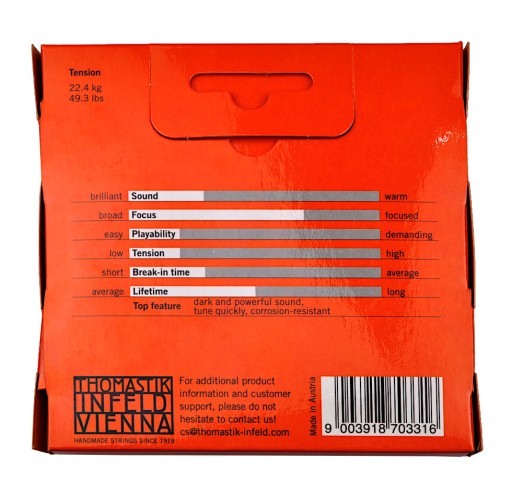 Tension
22.4 kg
49.3 lbs
brilliant Sound warm
broad Focus focused
easy Playability demanding
low Tension high
short Break-in time average
average Lifetime long
Top feature dark and powerful sound,
tune quickly, corrosion-resistant
THOMASTIK
INFELD
VIENNA
HANDMADE STRINGS SINCE 1919
For additional product
information and customer
support, please do not
hesitate to contact us!
cs@thomastik-infeld.com
Made in Austria
9 003918 703316